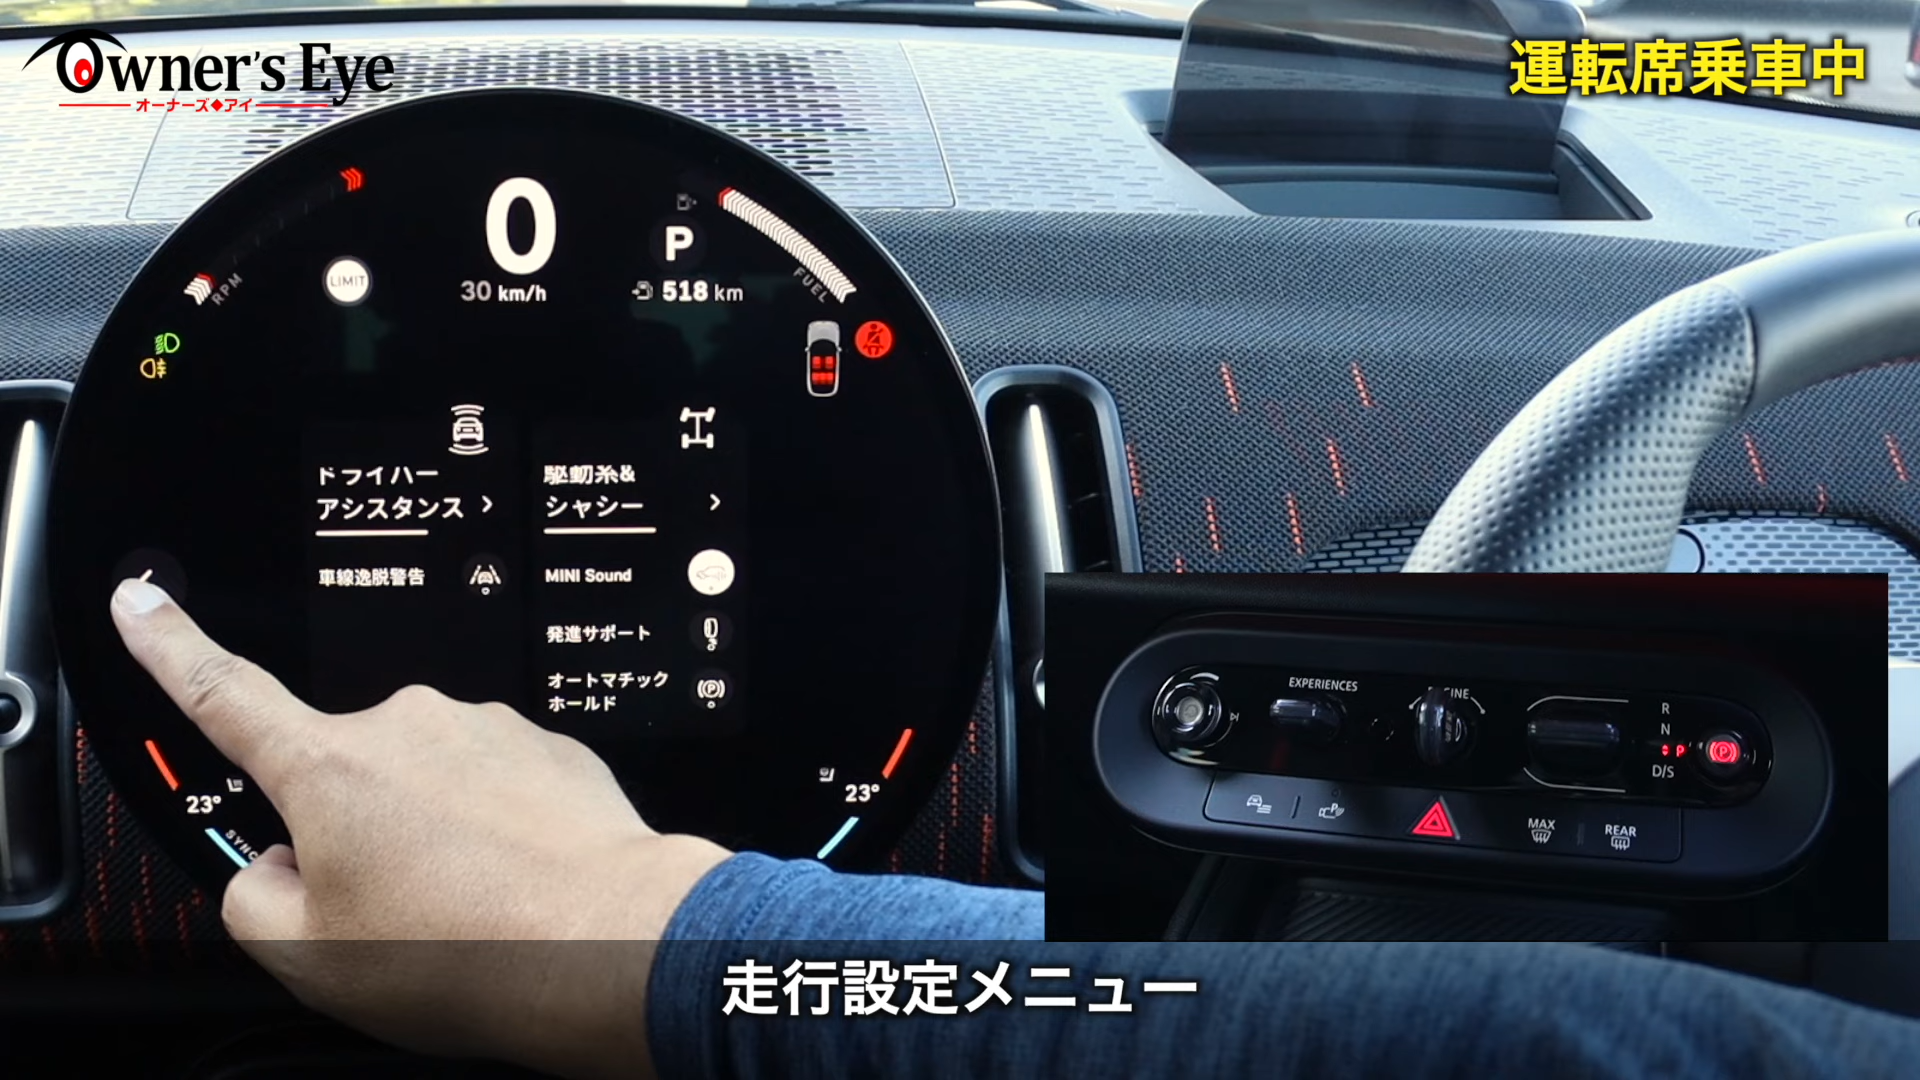 Owner's Eye
オーナーズ◆アイ
運転席乗車中
0
P
30 km/h
518 km
LIMIT
RPM
FUEL
ドライバー
アシスタンス
車線逸脱警告
駆動系&
シャシー
MINI Sound
発進サポート
オートマチック
ホールド
23°
SYNC
23°
EXPERIENCES
R
N
P
D/S
MAX
REAR
走行設定メニュー